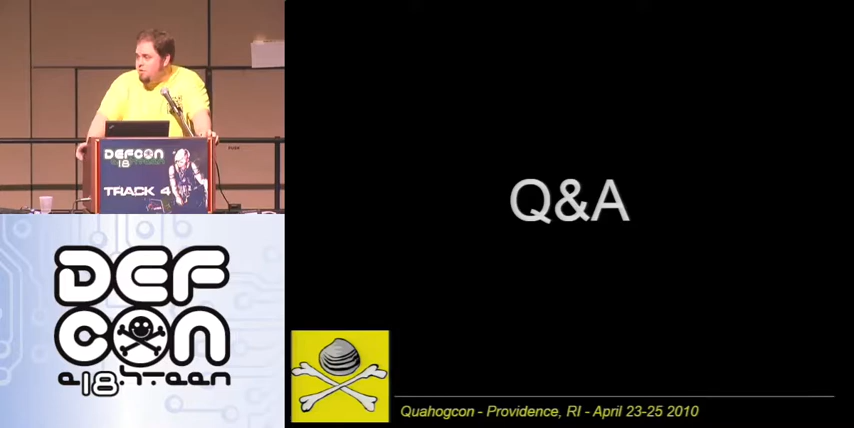 DEFCON
18
TRACK 4
DEF
CON
e18hteen
Q&A
Quahogcon - Providence, RI - April 23-25 2010